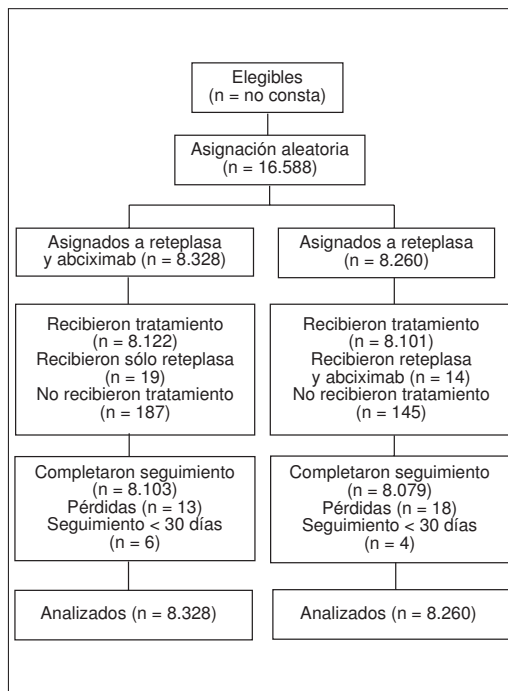 Elegibles
(n = no consta)
Asignación aleatoria
(n = 16.588)
Asignados a reteplasa
y abciximab (n = 8.328)
Asignados a reteplasa
(n = 8.260)
Recibieron tratamiento
(n = 8.122)
Recibieron sólo reteplasa
(n = 19)
No recibieron tratamiento
(n = 187)
Recibieron tratamiento
(n = 8.101)
Recibieron reteplasa
y abciximab (n = 14)
No recibieron tratamiento
(n = 145)
Completaron seguimiento
(n = 8.103)
Pérdidas (n = 13)
Seguimiento < 30 días
(n = 6)
Completaron seguimiento
(n = 8.079)
Pérdidas (n = 18)
Seguimiento < 30 días
(n = 4)
Analizados (n = 8.328)
Analizados (n = 8.260)